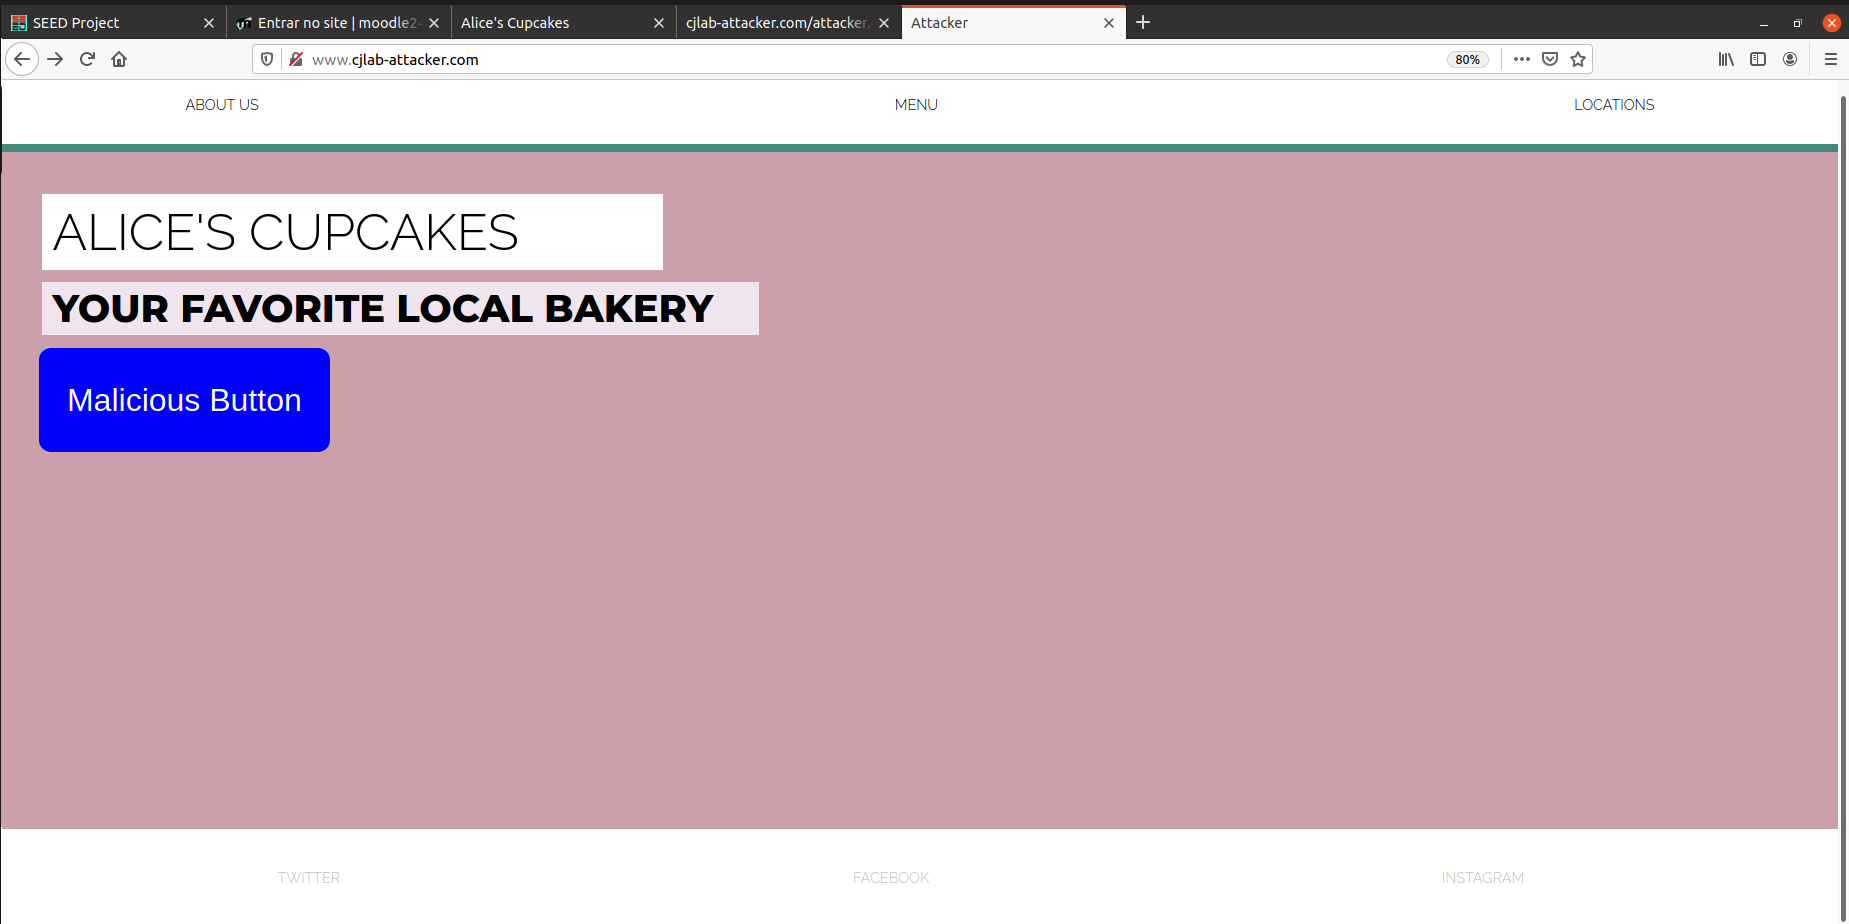 SEED Project
Entrar no site | moodle24
Alice's Cupcakes
cjlab-attacker.com/attacker.
Attacker
www.cjlab-attacker.com
80%
ABOUT US
MENU
LOCATIONS
ALICE'S CUPCAKES
YOUR FAVORITE LOCAL BAKERY
Malicious Button
TWITTER
FACEBOOK
INSTAGRAM